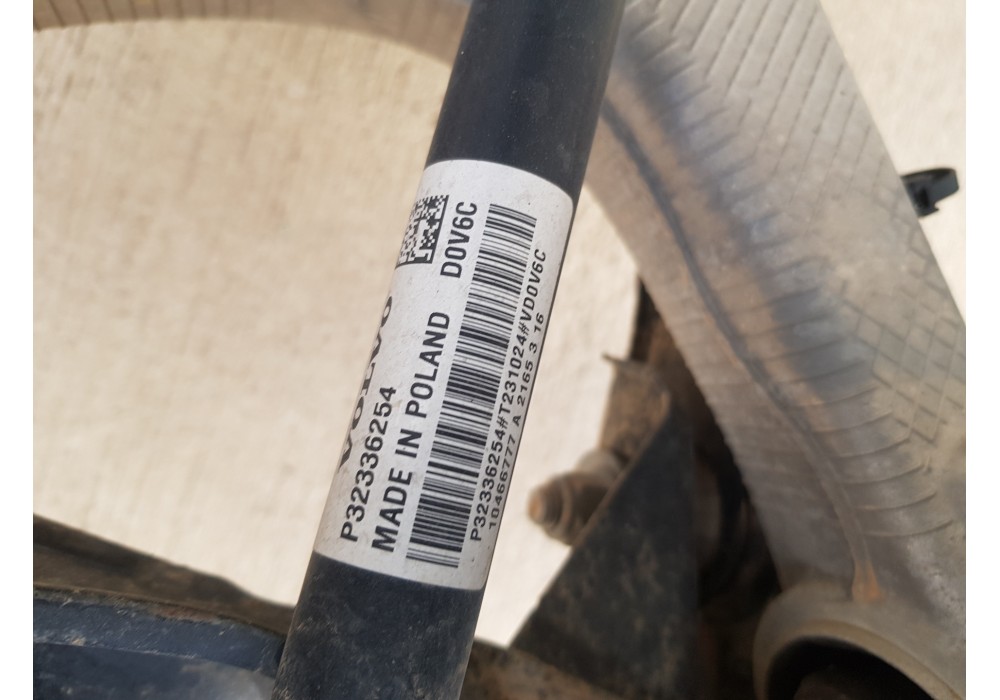 VOLVO
P32336254
MADE IN POLAND
D0V6C
P32336254#T231024#VD0V6C
10466777 A 2165 3 16